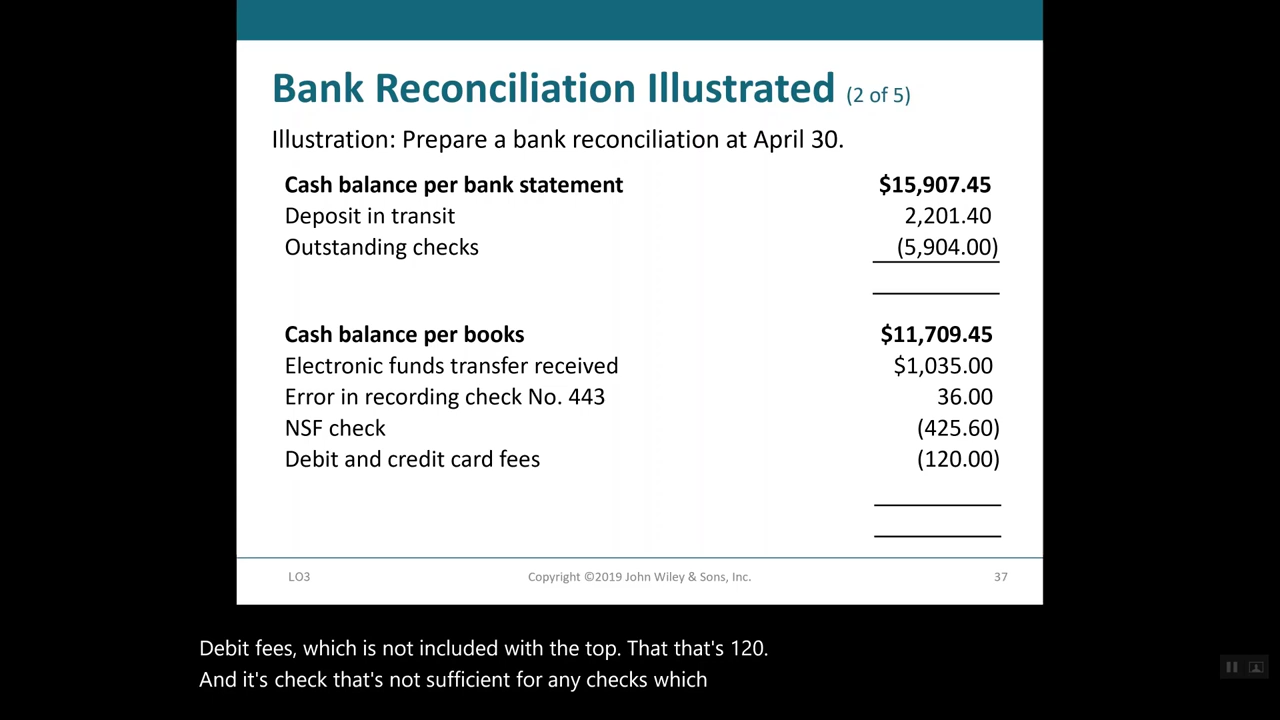 Bank Reconciliation Illustrated (2 of 5)
Illustration: Prepare a bank reconciliation at April 30.
Cash balance per bank statement $15,907.45
Deposit in transit 2,201.40
Outstanding checks (5,904.00)
Cash balance per books $11,709.45
Electronic funds transfer received $1,035.00
Error in recording check No. 443 36.00
NSF check (425.60)
Debit and credit card fees (120.00)
LO3 Copyright ©2019 John Wiley & Sons, Inc. 37
Debit fees, which is not included with the top. That that's 120.
And it's check that's not sufficient for any checks which